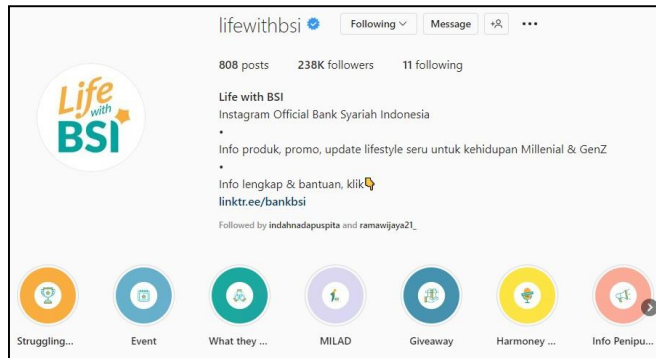 lifewithbsi
Following
Message
808 posts 238K followers 11 following
Life with BSI
Life with BSI
Instagram Official Bank Syariah Indonesia
•
Info produk, promo, update lifestyle seru untuk kehidupan Millenial & GenZ
•
Info lengkap & bantuan, klik👇
linktr.ee/bankbsi
Followed by indahnadapuspita and ramawijaya21_
Struggling... Event What they ... MILAD Giveaway Harmoney ... Info Penipu...